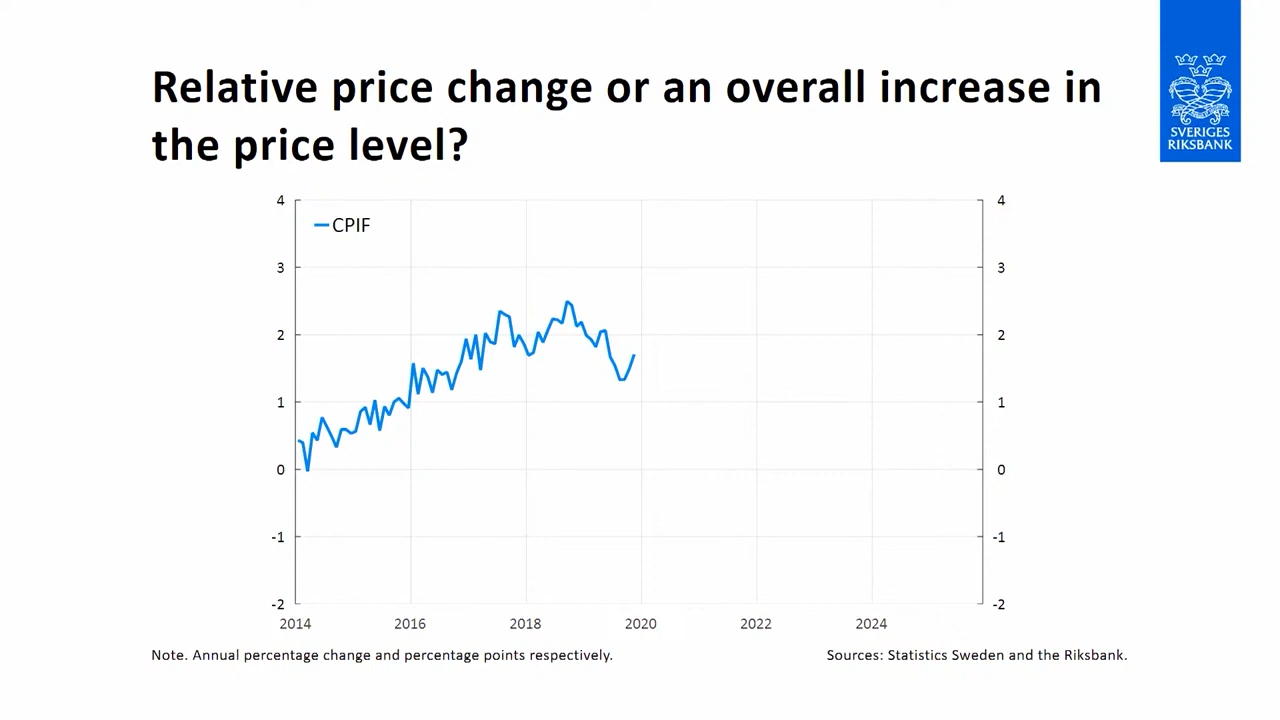 Relative price change or an overall increase in
the price level?
SVERIGES
RIKSBANK
4
4
CPIF
3
3
2
2
1
1
0
0
-1
-1
-2
-2
2014
2016
2018
2020
2022
2024
Note. Annual percentage change and percentage points respectively.
Sources: Statistics Sweden and the Riksbank.